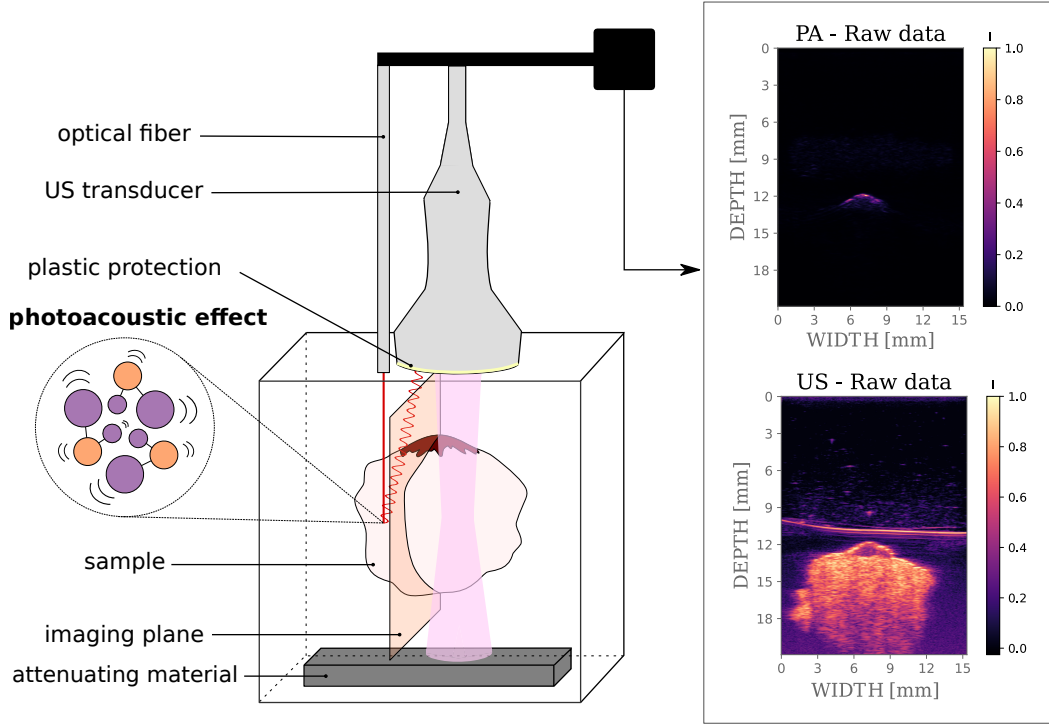 optical fiber
US transducer
plastic protection
photoacoustic effect
sample
imaging plane
attenuating material
PA - Raw data
I
0
3
6
9
12
15
18
DEPTH [mm]
0 3 6 9 12 15
WIDTH [mm]
1.0
0.8
0.6
0.4
0.2
0.0
US - Raw data
I
0
3
6
9
12
15
18
DEPTH [mm]
0 3 6 9 12 15
WIDTH [mm]
1.0
0.8
0.6
0.4
0.2
0.0